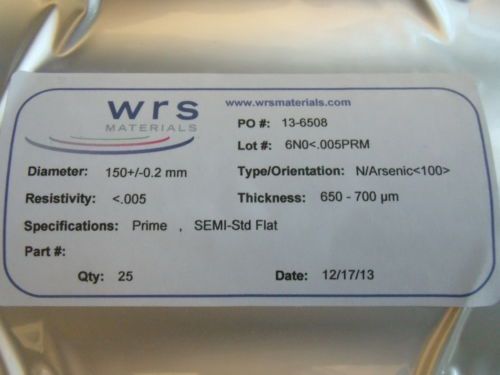 wrs
MATERIALS
www.wrsmaterials.com
PO #: 13-6508
Lot #: 6N0<.005PRM
Diameter: 150+/-0.2 mm
Type/Orientation: N/Arsenic<100>
Resistivity: <.005
Thickness: 650 - 700 µm
Specifications: Prime , SEMI-Std Flat
Part #:
Qty: 25
Date: 12/17/13